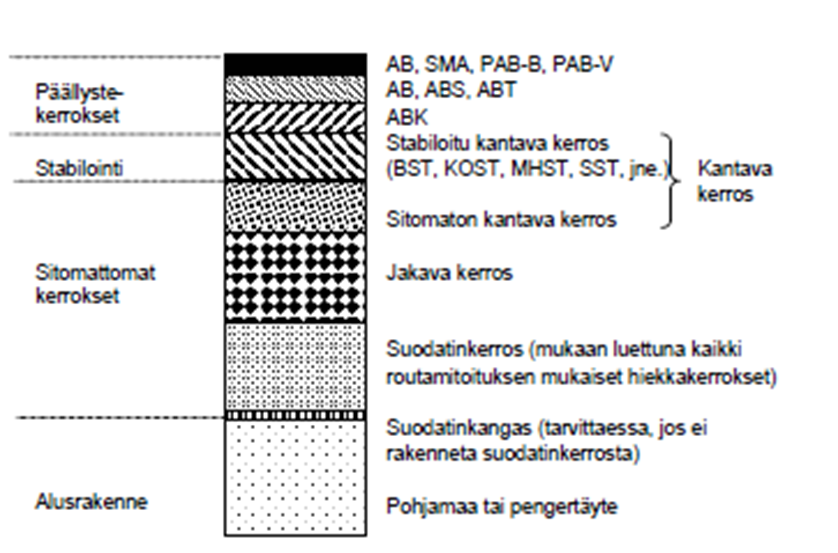 Päällyste-
kerrokset
Stabilointi
Sitomattomat
kerrokset
Alusrakenne
AB, SMA, PAB-B, PAB-V
AB, ABS, ABT
ABK
Stabiloitu kantava kerros
(BST, KOST, MHST, SST, jne.)
Sitomaton kantava kerros
Kantava
kerros
Jakava kerros
Suodatinkerros (mukaan luettuna kaikki
routamitoituksen mukaiset hiekkakerrokset)
Suodatinkangas (tarvittaessa, jos ei
rakenneta suodatinkerrosta)
Pohjamaa tai pengertäyte